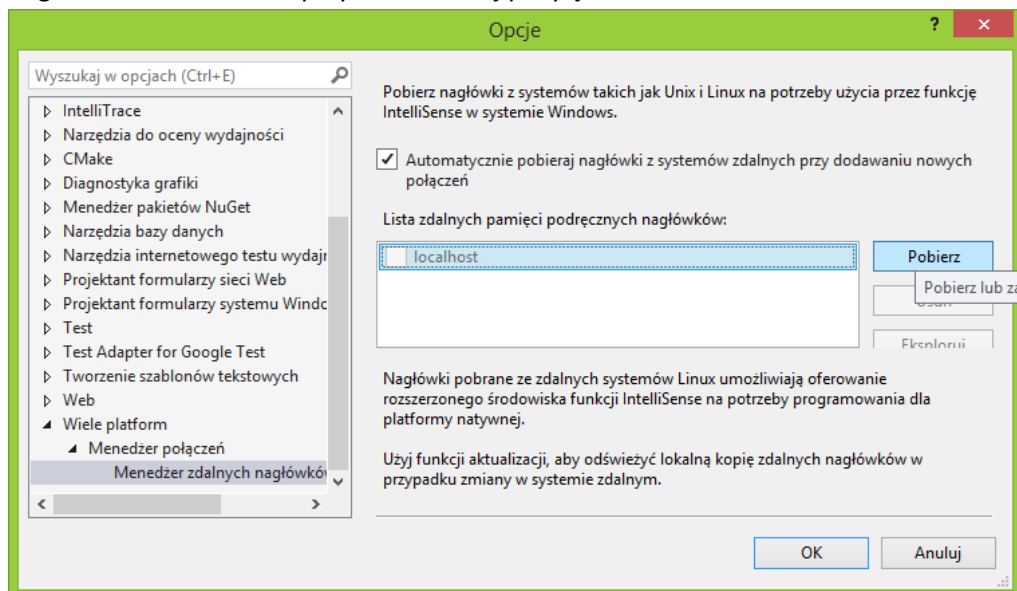 Opcje
?
Wyszukaj w opcjach (Ctrl+E)
IntelliTrace
Narzędzia do oceny wydajności
CMake
Diagnostyka grafiki
Menedżer pakietów NuGet
Narzędzia bazy danych
Narzędzia internetowego testu wydajn
Projektant formularzy sieci Web
Projektant formularzy systemu Windo
Test
Test Adapter for Google Test
Tworzenie szablonów tekstowych
Web
Wiele platform
Menedżer połączeń
Menedżer zdalnych nagłówków
Pobierz nagłówki z systemów takich jak Unix i Linux na potrzeby użycia przez funkcję
IntelliSense w systemie Windows.
Automatycznie pobieraj nagłówki z systemów zdalnych przy dodawaniu nowych
połączeń
Lista zdalnych pamięci podręcznych nagłówków:
localhost
Pobierz
Pobierz lub za
Usuń
Eksploruj
Nagłówki pobrane ze zdalnych systemów Linux umożliwiają oferowanie
rozszerzonego środowiska funkcji IntelliSense na potrzeby programowania dla
platformy natywnej.
Użyj funkcji aktualizacji, aby odświeżyć lokalną kopię zdalnych nagłówków w
przypadku zmiany w systemie zdalnym.
OK
Anuluj